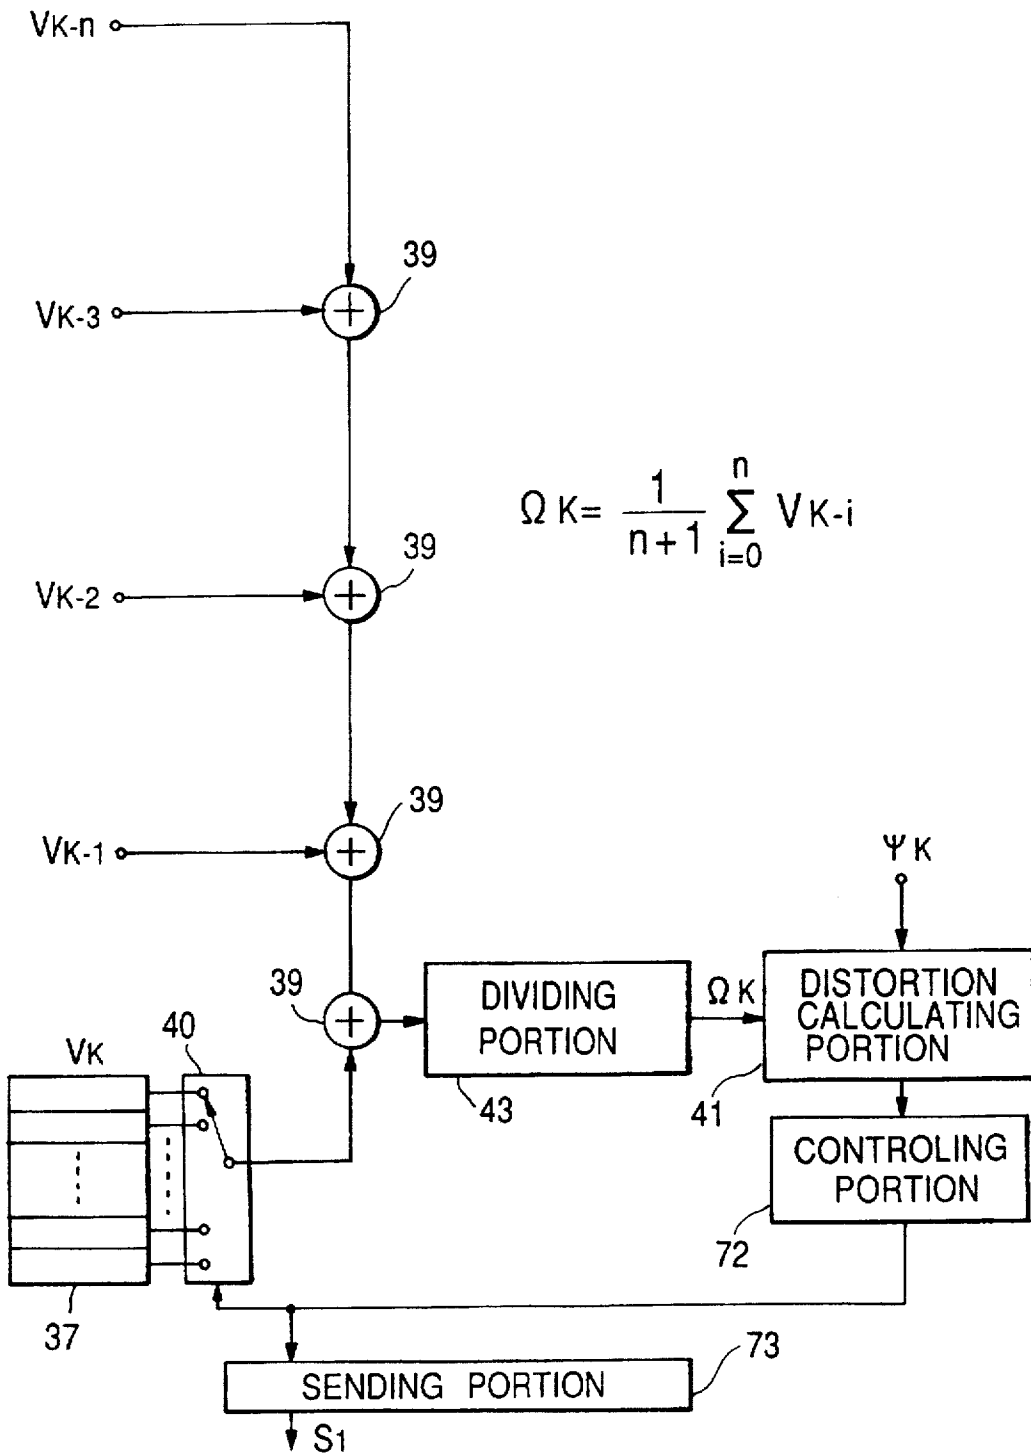 VK-n
39
VK-3
ΩK= 1/(n+1) n∑i=0 VK-i
39
VK-2
39
VK-1
ΨK
39
DIVIDING
PORTION
ΩK
DISTORTION
CALCULATING
PORTION
40
VK
43
41
CONTROLING
PORTION
72
37
73
SENDING PORTION
S1